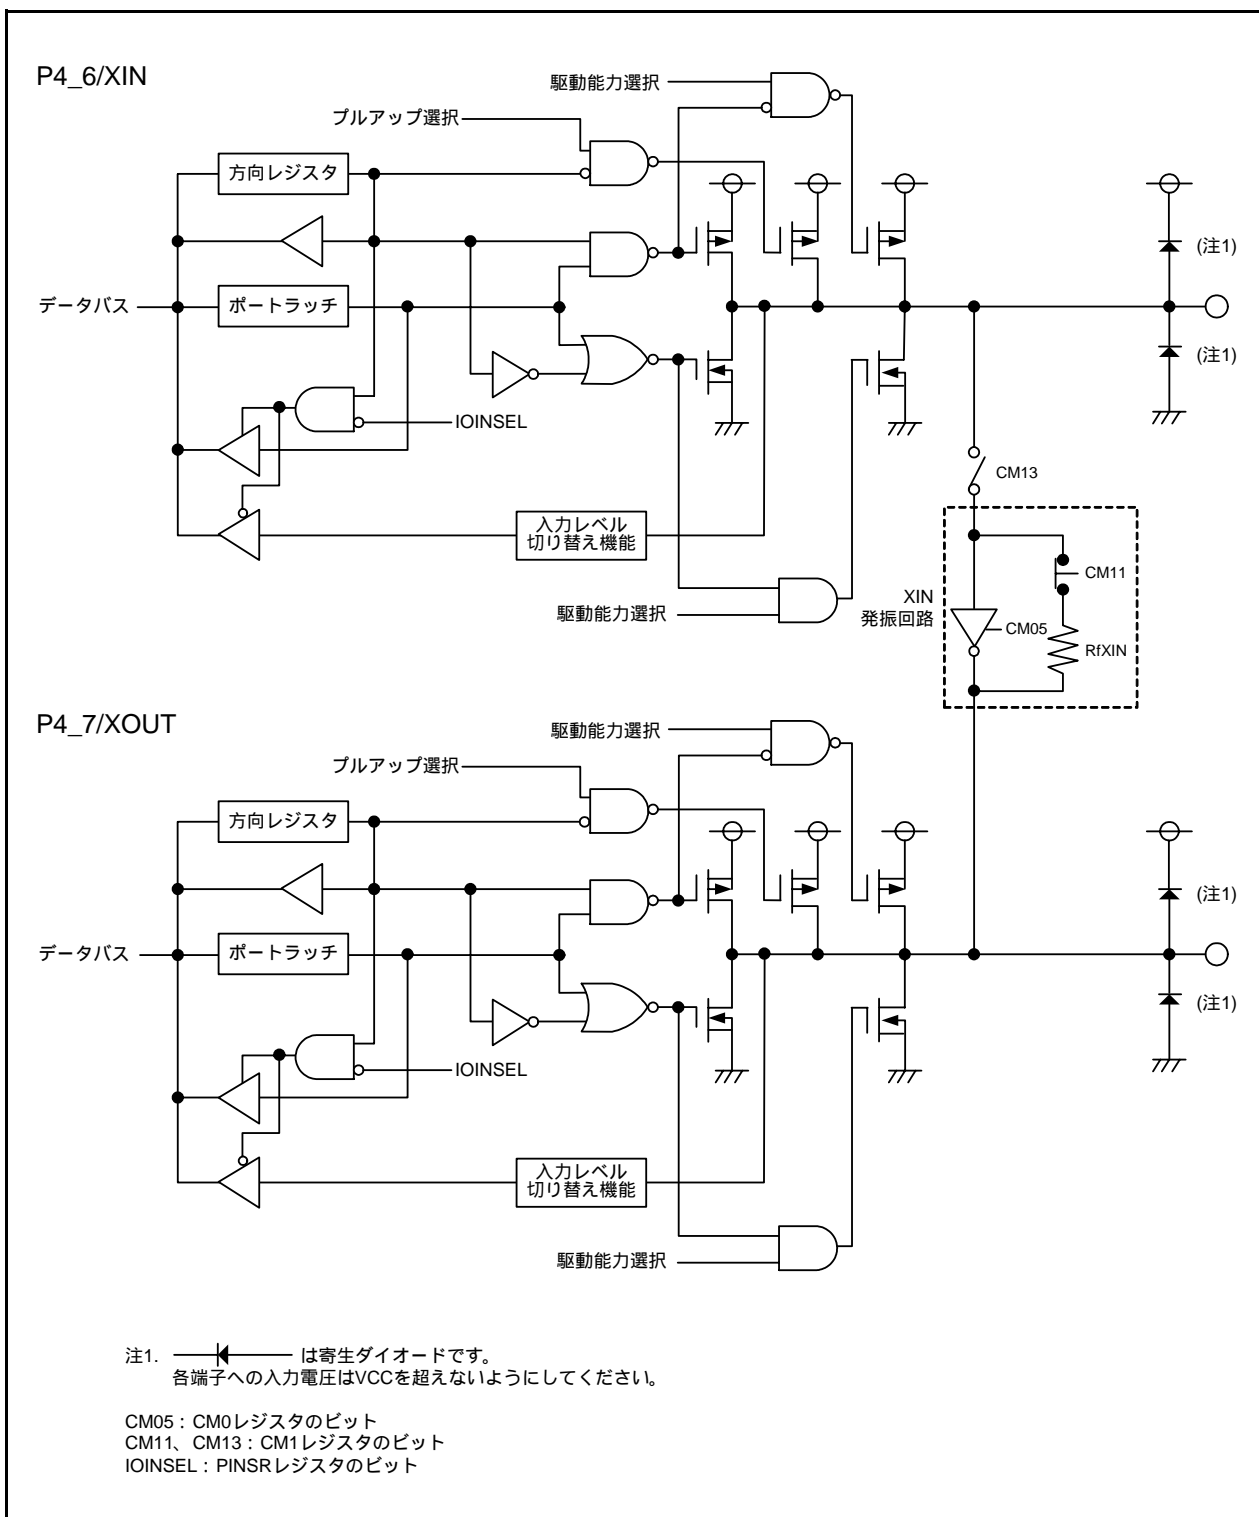 P4_6/XIN
駆動能力選択
プルアップ選択
方向レジスタ
(注1)
データバス
ポートラッチ
(注1)
IOINSEL
CM13
入力レベル
切り替え機能
CM11
XIN
発振回路
駆動能力選択
CM05
RfXIN
P4_7/XOUT
駆動能力選択
プルアップ選択
方向レジスタ
(注1)
データバス
ポートラッチ
(注1)
IOINSEL
入力レベル
切り替え機能
駆動能力選択
注1. は寄生ダイオードです。
各端子への入力電圧はVCCを超えないようにしてください。
CM05：CM0レジスタのビット
CM11、CM13：CM1レジスタのビット
IOINSEL：PINSRレジスタのビット